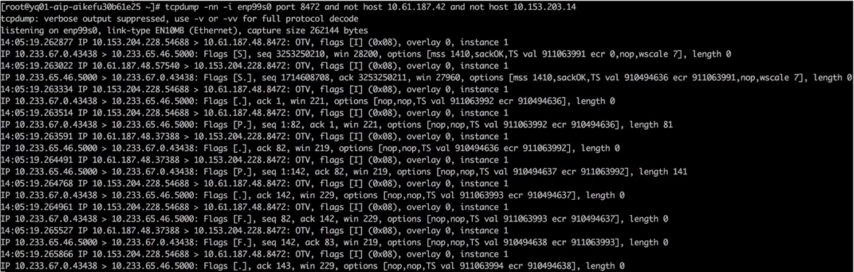 [root@yq01-aip-aikefu30b61e25 ~]# tcpdump -nn -i enp99s0 port 8472 and not host 10.61.187.42 and not host 10.153.203.14
tcpdump: verbose output suppressed, use -v or -vv for full protocol decode
listening on enp99s0, link-type EN10MB (Ethernet), capture size 262144 bytes
14:05:19.262877 IP 10.153.204.228.54688 > 10.61.187.48.8472: OTV, flags [I] (0x08), overlay 0, instance 1
IP 10.233.67.0.43438 > 10.233.65.46.5000: Flags [S], seq 3253250210, win 28200, options [mss 1410,sackOK,TS val 911063991 ecr 0,nop,wscale 7], length 0
14:05:19.263022 IP 10.61.187.48.57540 > 10.153.204.228.8472: OTV, flags [I] (0x08), overlay 0, instance 1
IP 10.233.65.46.5000 > 10.233.67.0.43438: Flags [S.], seq 1714608708, ack 3253250211, win 27960, options [mss 1410,sackOK,TS val 910494636 ecr 911063991,nop,wscale 7], length 0
14:05:19.263334 IP 10.153.204.228.54688 > 10.61.187.48.8472: OTV, flags [I] (0x08), overlay 0, instance 1
IP 10.233.67.0.43438 > 10.233.65.46.5000: Flags [.], ack 1, win 221, options [nop,nop,TS val 911063992 ecr 910494636], length 0
14:05:19.263514 IP 10.153.204.228.54688 > 10.61.187.48.8472: OTV, flags [I] (0x08), overlay 0, instance 1
IP 10.233.67.0.43438 > 10.233.65.46.5000: Flags [P.], seq 1:82, ack 1, win 221, options [nop,nop,TS val 911063992 ecr 910494636], length 81
14:05:19.263591 IP 10.61.187.48.37388 > 10.153.204.228.8472: OTV, flags [I] (0x08), overlay 0, instance 1
IP 10.233.65.46.5000 > 10.233.67.0.43438: Flags [.], ack 82, win 219, options [nop,nop,TS val 910494636 ecr 911063992], length 0
14:05:19.264491 IP 10.61.187.48.37388 > 10.153.204.228.8472: OTV, flags [I] (0x08), overlay 0, instance 1
IP 10.233.65.46.5000 > 10.233.67.0.43438: Flags [P.], seq 1:142, ack 82, win 219, options [nop,nop,TS val 910494637 ecr 911063992], length 141
14:05:19.264768 IP 10.153.204.228.54688 > 10.61.187.48.8472: OTV, flags [I] (0x08), overlay 0, instance 1
IP 10.233.67.0.43438 > 10.233.65.46.5000: Flags [.], ack 142, win 229, options [nop,nop,TS val 911063993 ecr 910494637], length 0
14:05:19.264961 IP 10.153.204.228.54688 > 10.61.187.48.8472: OTV, flags [I] (0x08), overlay 0, instance 1
IP 10.233.67.0.43438 > 10.233.65.46.5000: Flags [F.], seq 82, ack 142, win 229, options [nop,nop,TS val 911063993 ecr 910494637], length 0
14:05:19.265527 IP 10.61.187.48.37388 > 10.153.204.228.8472: OTV, flags [I] (0x08), overlay 0, instance 1
IP 10.233.65.46.5000 > 10.233.67.0.43438: Flags [F.], seq 142, ack 83, win 219, options [nop,nop,TS val 910494638 ecr 911063993], length 0
14:05:19.265866 IP 10.153.204.228.54688 > 10.61.187.48.8472: OTV, flags [I] (0x08), overlay 0, instance 1
IP 10.233.67.0.43438 > 10.233.65.46.5000: Flags [.], ack 143, win 229, options [nop,nop,TS val 911063994 ecr 910494638], length 0